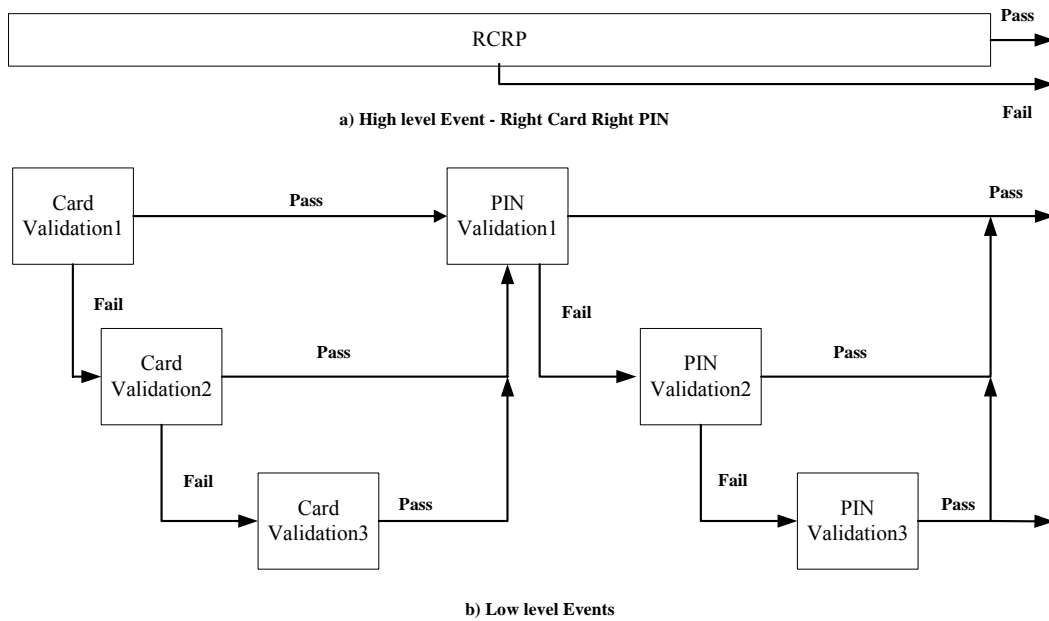 Pass
RCRP
Fail
a) High level Event - Right Card Right PIN
Card
Validation1
Pass
PIN
Validation1
Pass
Fail
Card
Validation2
Pass
Fail
PIN
Validation2
Pass
Fail
Card
Validation3
Pass
Fail
PIN
Validation3
Pass
b) Low level Events